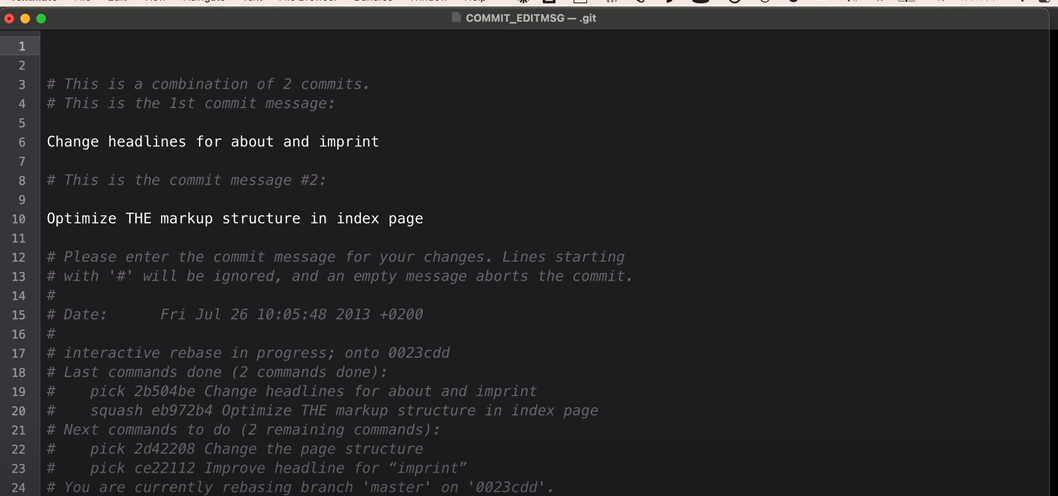 COMMIT_EDITMSG — .git
1
2
3 # This is a combination of 2 commits.
4 # This is the 1st commit message:
5
6 Change headlines for about and imprint
7
8 # This is the commit message #2:
9
10 Optimize THE markup structure in index page
11
12 # Please enter the commit message for your changes. Lines starting
13 # with '#' will be ignored, and an empty message aborts the commit.
14 #
15 # Date:      Fri Jul 26 10:05:48 2013 +0200
16 #
17 # interactive rebase in progress; onto 0023cdd
18 # Last commands done (2 commands done):
19 #    pick 2b504be Change headlines for about and imprint
20 #    squash eb972b4 Optimize THE markup structure in index page
21 # Next commands to do (2 remaining commands):
22 #    pick 2d42208 Change the page structure
23 #    pick ce22112 Improve headline for “imprint”
24 # You are currently rebasing branch 'master' on '0023cdd'.